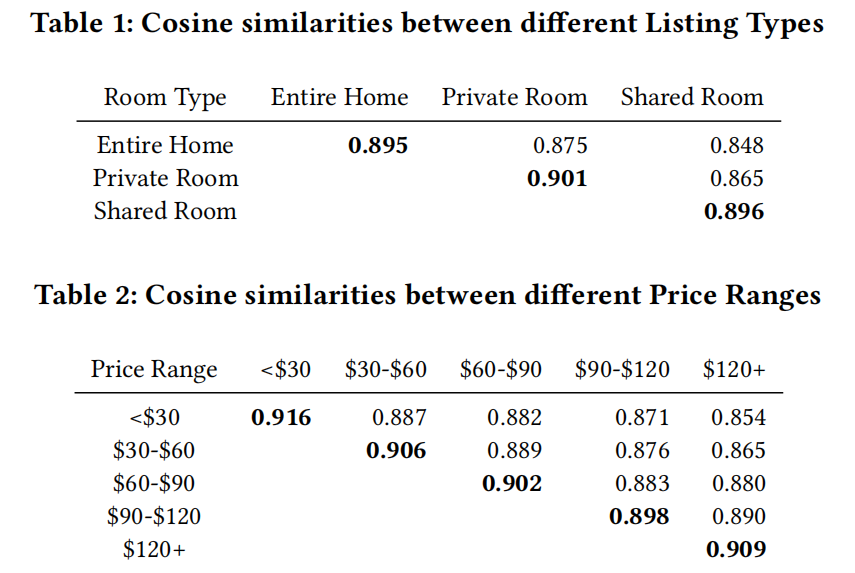 Table 1: Cosine similarities between different Listing Types
Room Type Entire Home Private Room Shared Room
Entire Home 0.895 0.875 0.848
Private Room 0.901 0.865
Shared Room 0.896
Table 2: Cosine similarities between different Price Ranges
Price Range <$30 $30-$60 $60-$90 $90-$120 $120+
<$30 0.916 0.887 0.882 0.871 0.854
$30-$60 0.906 0.889 0.876 0.865
$60-$90 0.902 0.883 0.880
$90-$120 0.898 0.890
$120+ 0.909